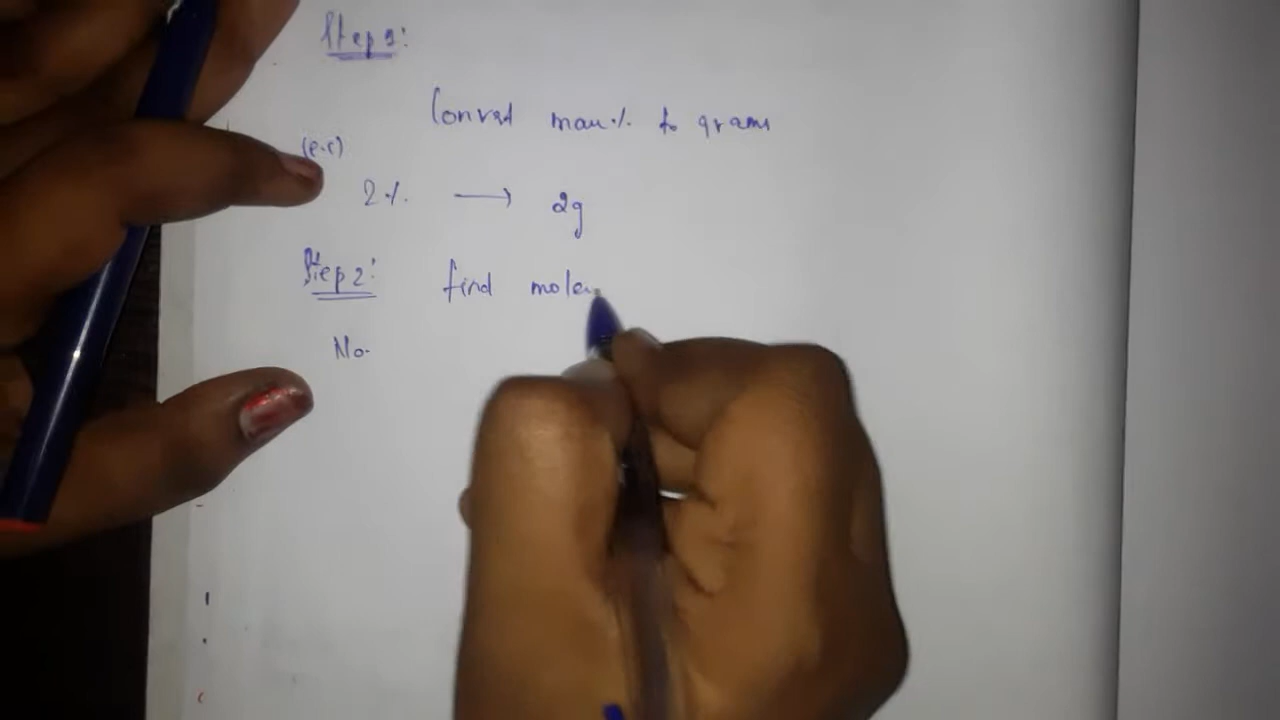 Step 1:
Convert mass % to grams
(e.g)
2 % → 2g
Step 2: find moles
No.